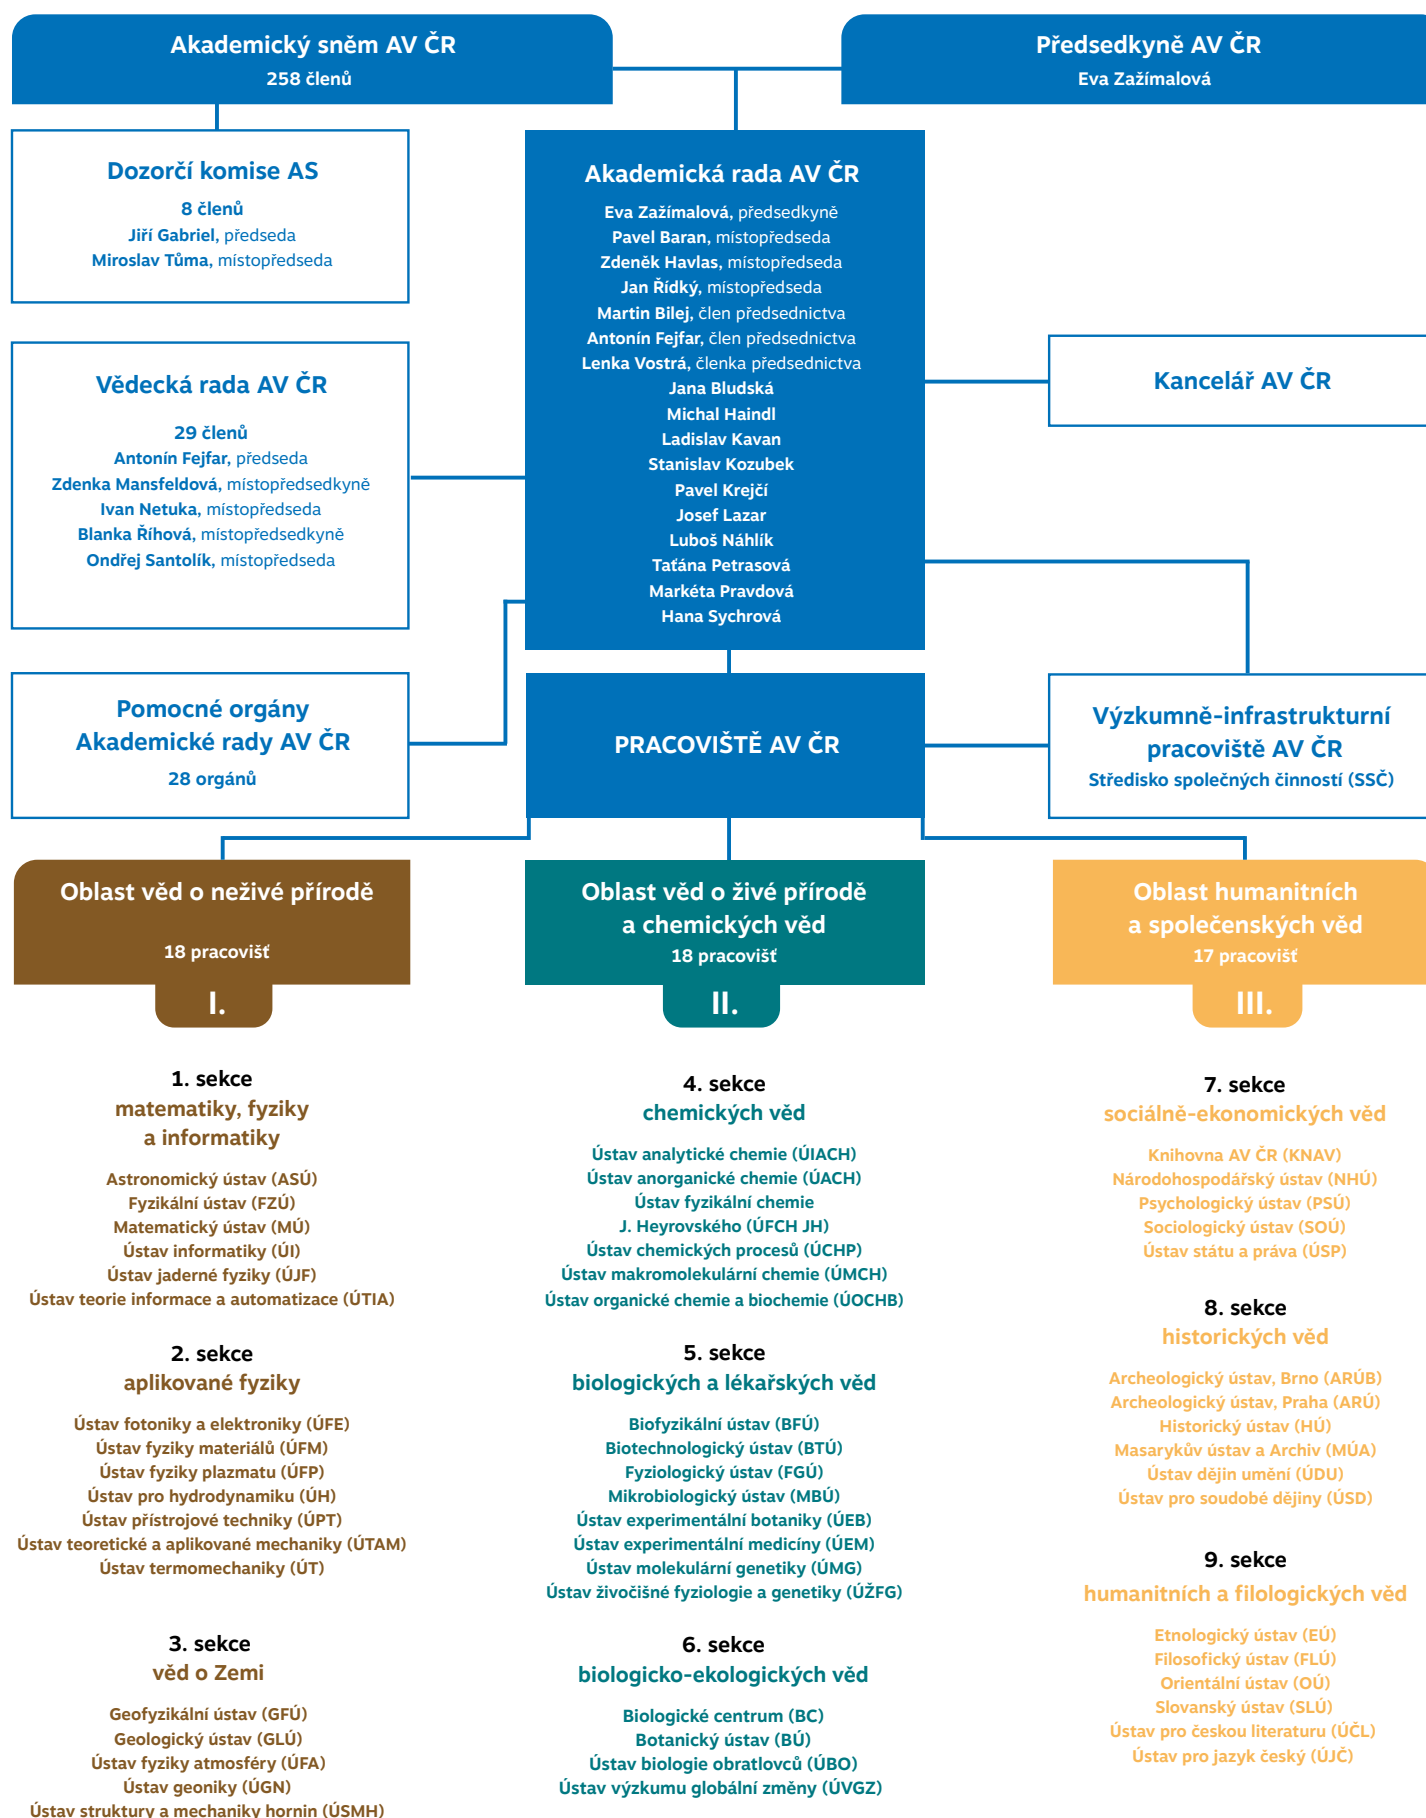 Akademický sněm AV ČR
258 členů
Předsedkyně AV ČR
Eva Zažímalová
Dozorčí komise AS
8 členů
Jiří Gabriel, předseda
Miroslav Tůma, místopředseda
Akademická rada AV ČR
Eva Zažímalová, předsedkyně
Pavel Baran, místopředseda
Zdeněk Havlas, místopředseda
Jan Řídký, místopředseda
Martin Bilej, člen předsednictva
Antonín Fejfar, člen předsednictva
Lenka Vostrá, členka předsednictva
Jana Bludská
Michal Haindl
Ladislav Kavan
Stanislav Kozubek
Pavel Krejčí
Josef Lazar
Luboš Náhlík
Taťána Petrasová
Markéta Pravdová
Hana Sychrová
Kancelář AV ČR
Vědecká rada AV ČR
29 členů
Antonín Fejfar, předseda
Zdenka Mansfeldová, místopředsedkyně
Ivan Netuka, místopředseda
Blanka Říhová, místopředsedkyně
Ondřej Santolík, místopředseda
Pomocné orgány
Akademické rady AV ČR
28 orgánů
PRACOVIŠTĚ AV ČR
Výzkumně-infrastrukturní
pracoviště AV ČR
Středisko společných činností (SSČ)
Oblast věd o neživé přírodě
18 pracovišť
I.
1. sekce
matematiky, fyziky
a informatiky
Astronomický ústav (ASÚ)
Fyzikální ústav (FZÚ)
Matematický ústav (MÚ)
Ústav informatiky (ÚI)
Ústav jaderné fyziky (ÚJF)
Ústav teorie informace a automatizace (ÚTIA)
2. sekce
aplikované fyziky
Ústav fotoniky a elektroniky (ÚFE)
Ústav fyziky materiálů (ÚFM)
Ústav fyziky plazmatu (ÚFP)
Ústav pro hydrodynamiku (ÚH)
Ústav přístrojové techniky (ÚPT)
Ústav teoretické a aplikované mechaniky (ÚTAM)
Ústav termomechaniky (ÚT)
3. sekce
věd o Zemi
Geofyzikální ústav (GFÚ)
Geologický ústav (GLÚ)
Ústav fyziky atmosféry (ÚFA)
Ústav geoniky (ÚGN)
Ústav struktury a mechaniky hornin (ÚSMH)
Oblast věd o živé přírodě
a chemických věd
18 pracovišť
II.
4. sekce
chemických věd
Ústav analytické chemie (ÚIACH)
Ústav anorganické chemie (ÚACH)
Ústav fyzikální chemie
J. Heyrovského (ÚFCH JH)
Ústav chemických procesů (ÚCHP)
Ústav makromolekulární chemie (ÚMCH)
Ústav organické chemie a biochemie (ÚOCHB)
5. sekce
biologických a lékařských věd
Biofyzikální ústav (BFÚ)
Biotechnologický ústav (BTÚ)
Fyziologický ústav (FGÚ)
Mikrobiologický ústav (MBÚ)
Ústav experimentální botaniky (ÚEB)
Ústav experimentální medicíny (ÚEM)
Ústav molekulární genetiky (ÚMG)
Ústav živočišné fyziologie a genetiky (ÚŽFG)
6. sekce
biologicko-ekologických věd
Biologické centrum (BC)
Botanický ústav (BÚ)
Ústav biologie obratlovců (ÚBO)
Ústav výzkumu globální změny (ÚVGZ)
Oblast humanitních
a společenských věd
17 pracovišť
III.
7. sekce
sociálně-ekonomických věd
Knihovna AV ČR (KNAV)
Národohospodářský ústav (NHÚ)
Psychologický ústav (PSÚ)
Sociologický ústav (SOÚ)
Ústav státu a práva (ÚSP)
8. sekce
historických věd
Archeologický ústav, Brno (ARÚB)
Archeologický ústav, Praha (ARÚ)
Historický ústav (HÚ)
Masarykův ústav a Archiv (MÚA)
Ústav dějin umění (ÚDU)
Ústav pro soudobé dějiny (ÚSD)
9. sekce
humanitních a filologických věd
Etnologický ústav (EÚ)
Filosofický ústav (FLÚ)
Orientální ústav (OÚ)
Slovanský ústav (SLÚ)
Ústav pro českou literaturu (ÚČL)
Ústav pro jazyk český (ÚJČ)